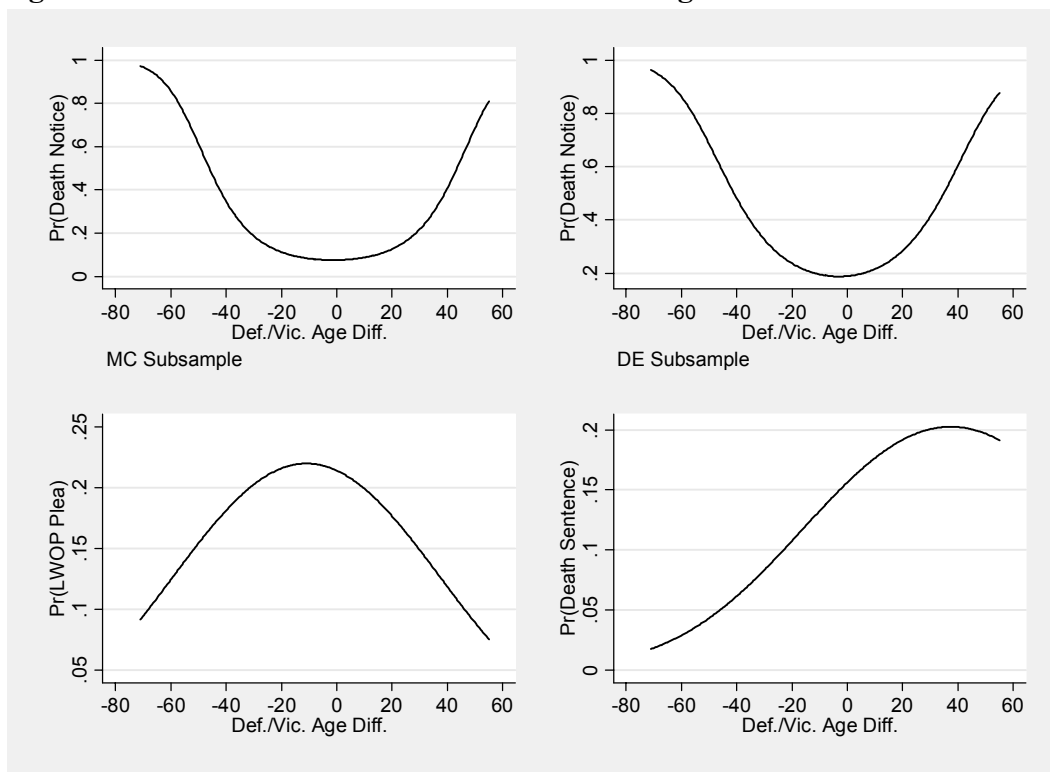 Pr(Death Notice)
1
.8
.6
.4
.2
0
-80 -60 -40 -20 0 20 40 60
Def./Vic. Age Diff.
MC Subsample
Pr(Death Notice)
1
.8
.6
.4
.2
-80 -60 -40 -20 0 20 40 60
Def./Vic. Age Diff.
DE Subsample
Pr(LWOP Plea)
.25
.2
.15
.1
.05
-80 -60 -40 -20 0 20 40 60
Def./Vic. Age Diff.
Pr(Death Sentence)
.2
.15
.1
.05
0
-80 -60 -40 -20 0 20 40 60
Def./Vic. Age Diff.